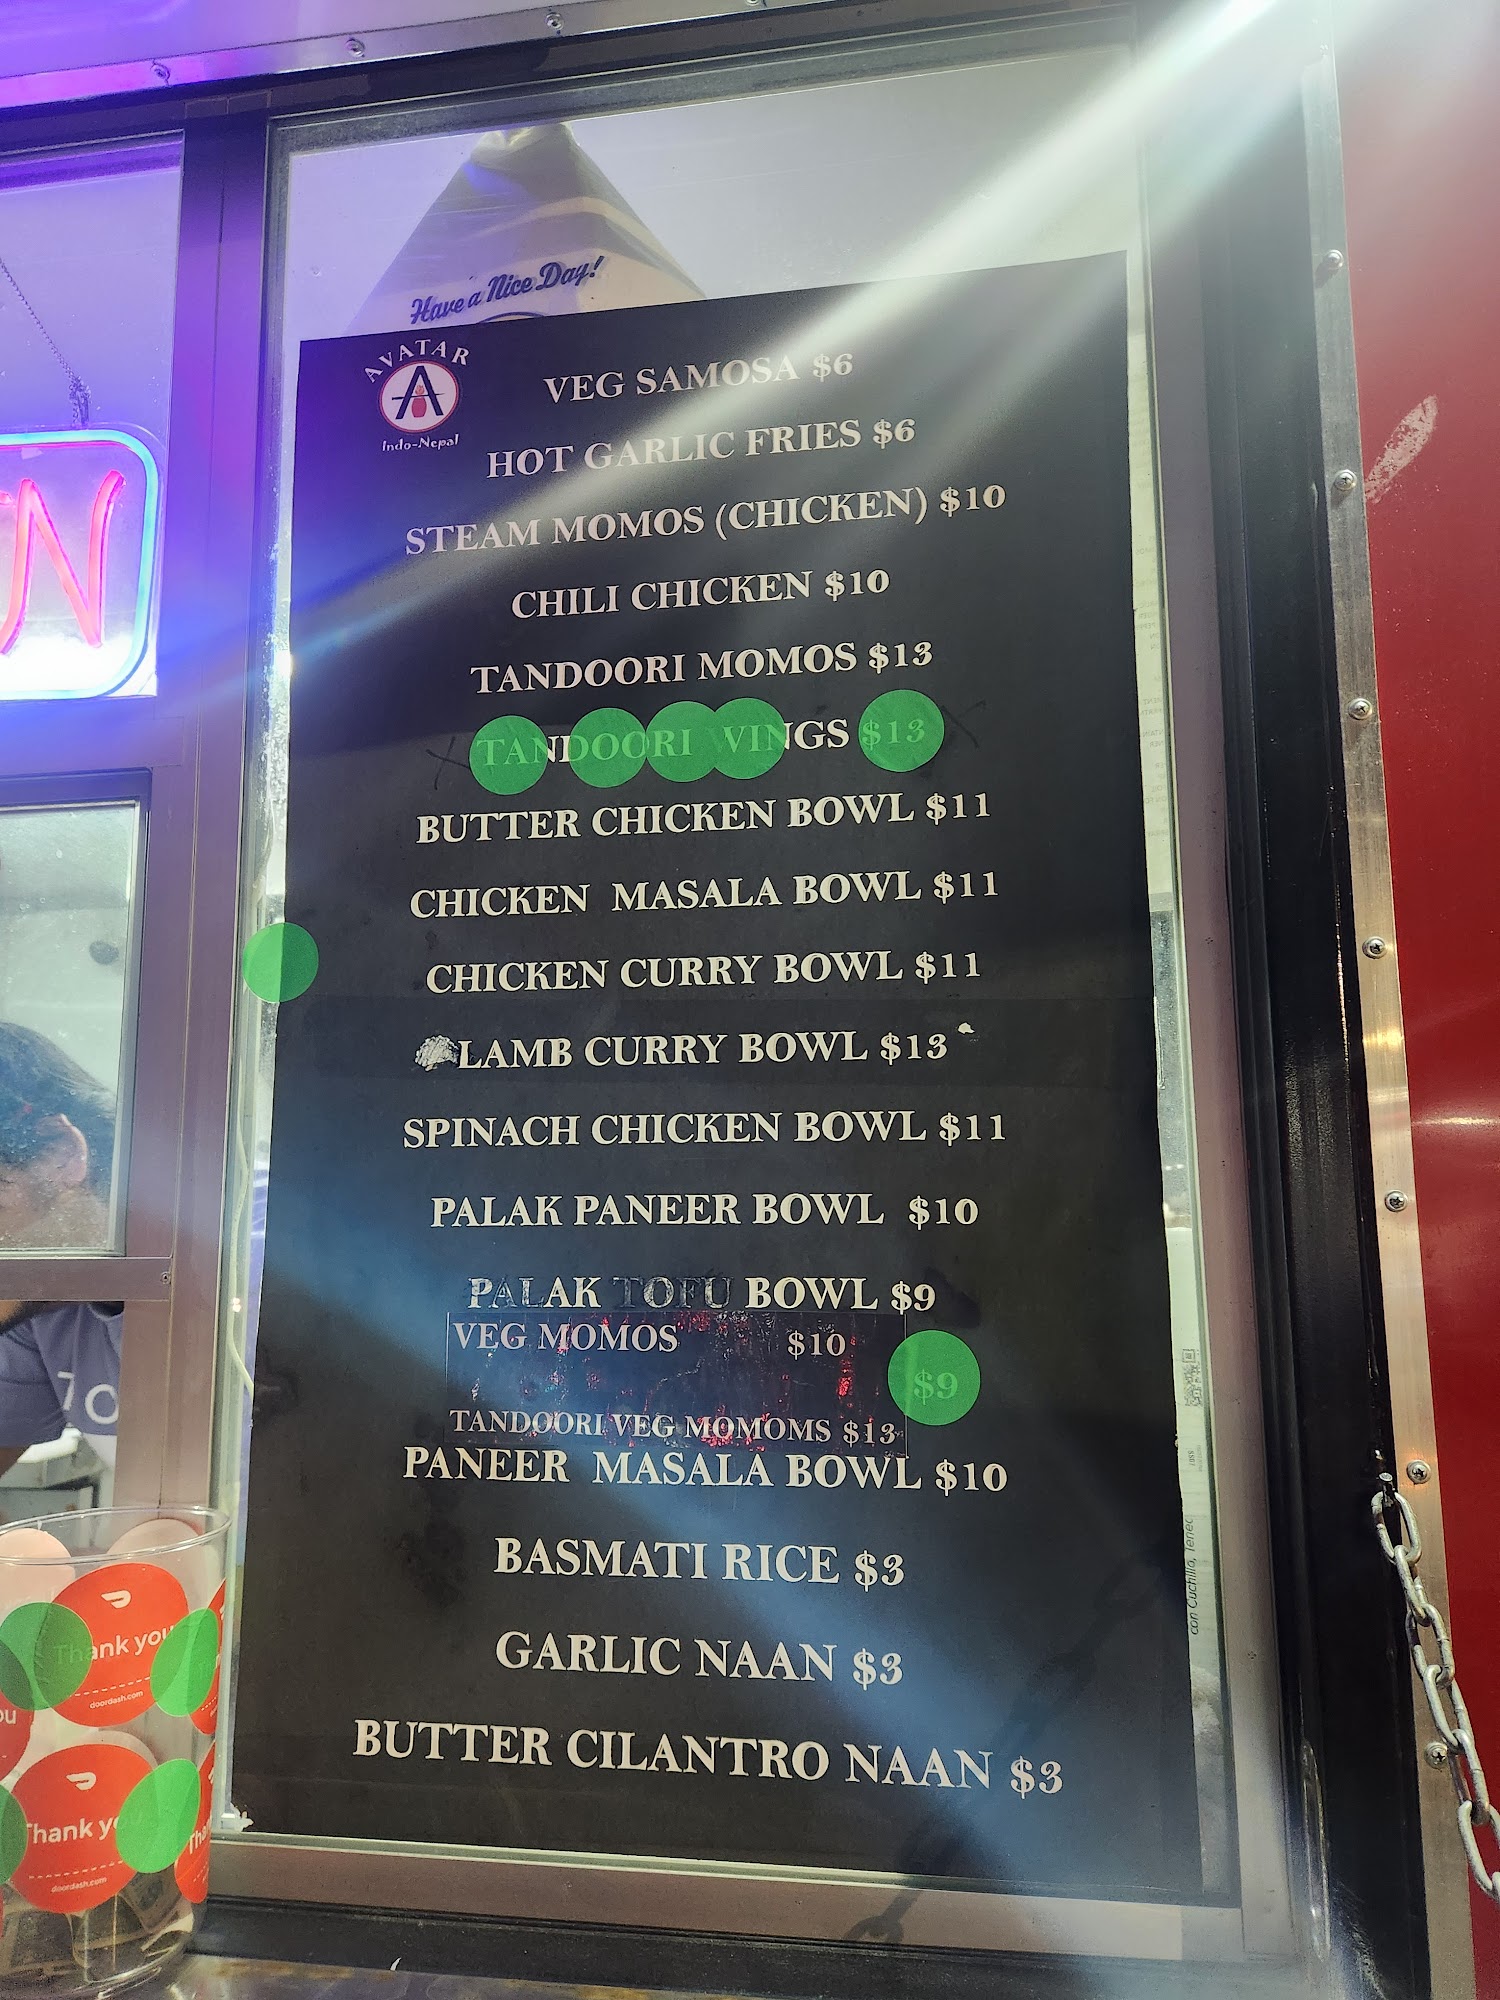 Have a Nice Day!
AVATAR
A
Indo-Nepal
VEG SAMOSA $6
HOT GARLIC FRIES $6
STEAM MOMOS (CHICKEN) $10
CHILI CHICKEN $10
TANDOORI MOMOS $13
TANDOORI WINGS $13
BUTTER CHICKEN BOWL $11
CHICKEN MASALA BOWL $11
CHICKEN CURRY BOWL $11
LAMB CURRY BOWL $13
SPINACH CHICKEN BOWL $11
PALAK PANEER BOWL $10
PALAK TOFU BOWL $9
VEG MOMOS $10
$9
TANDOORI VEG MOMOMS $13
PANEER MASALA BOWL $10
BASMATI RICE $3
GARLIC NAAN $3
BUTTER CILANTRO NAAN $3
Thank you
doordash.com
Thank you
doordash.com